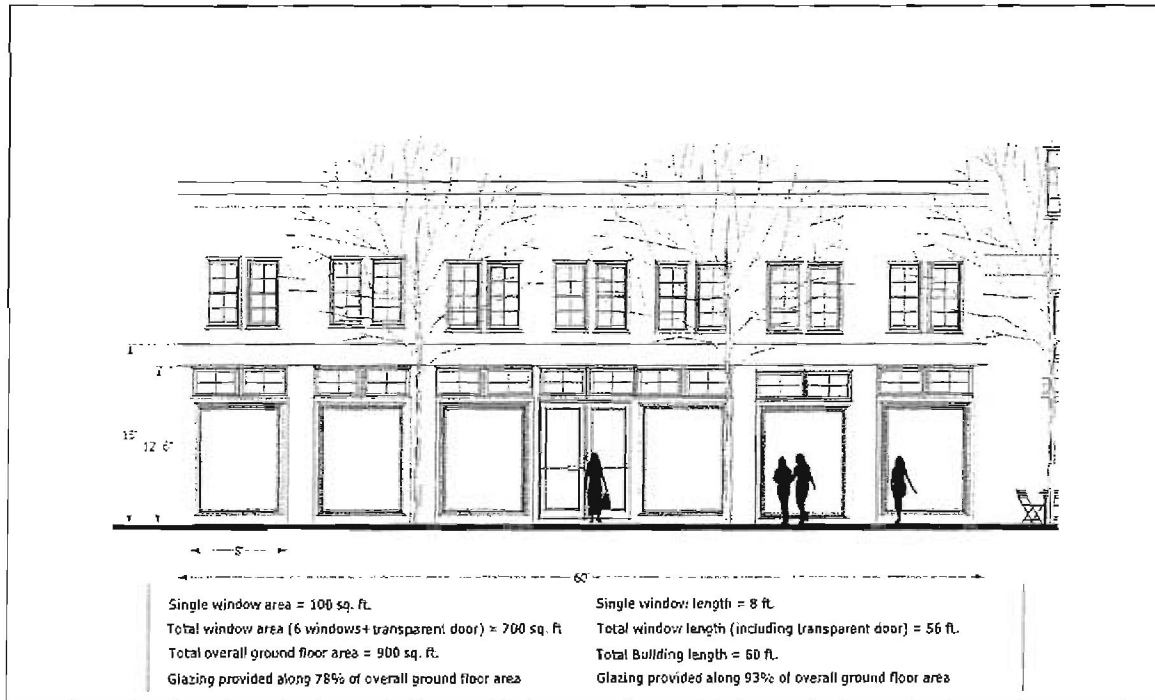 12' 6"
8'
60'
Single window area = 100 sq. ft.
Total window area (6 windows+ transparent door) = 700 sq. ft
Total overall ground floor area = 900 sq. ft.
Glazing provided along 78% of overall ground floor area
Single window length = 8 ft.
Total window length (including transparent door) = 56 ft.
Total Building length = 60 ft.
Glazing provided along 93% of overall ground floor area